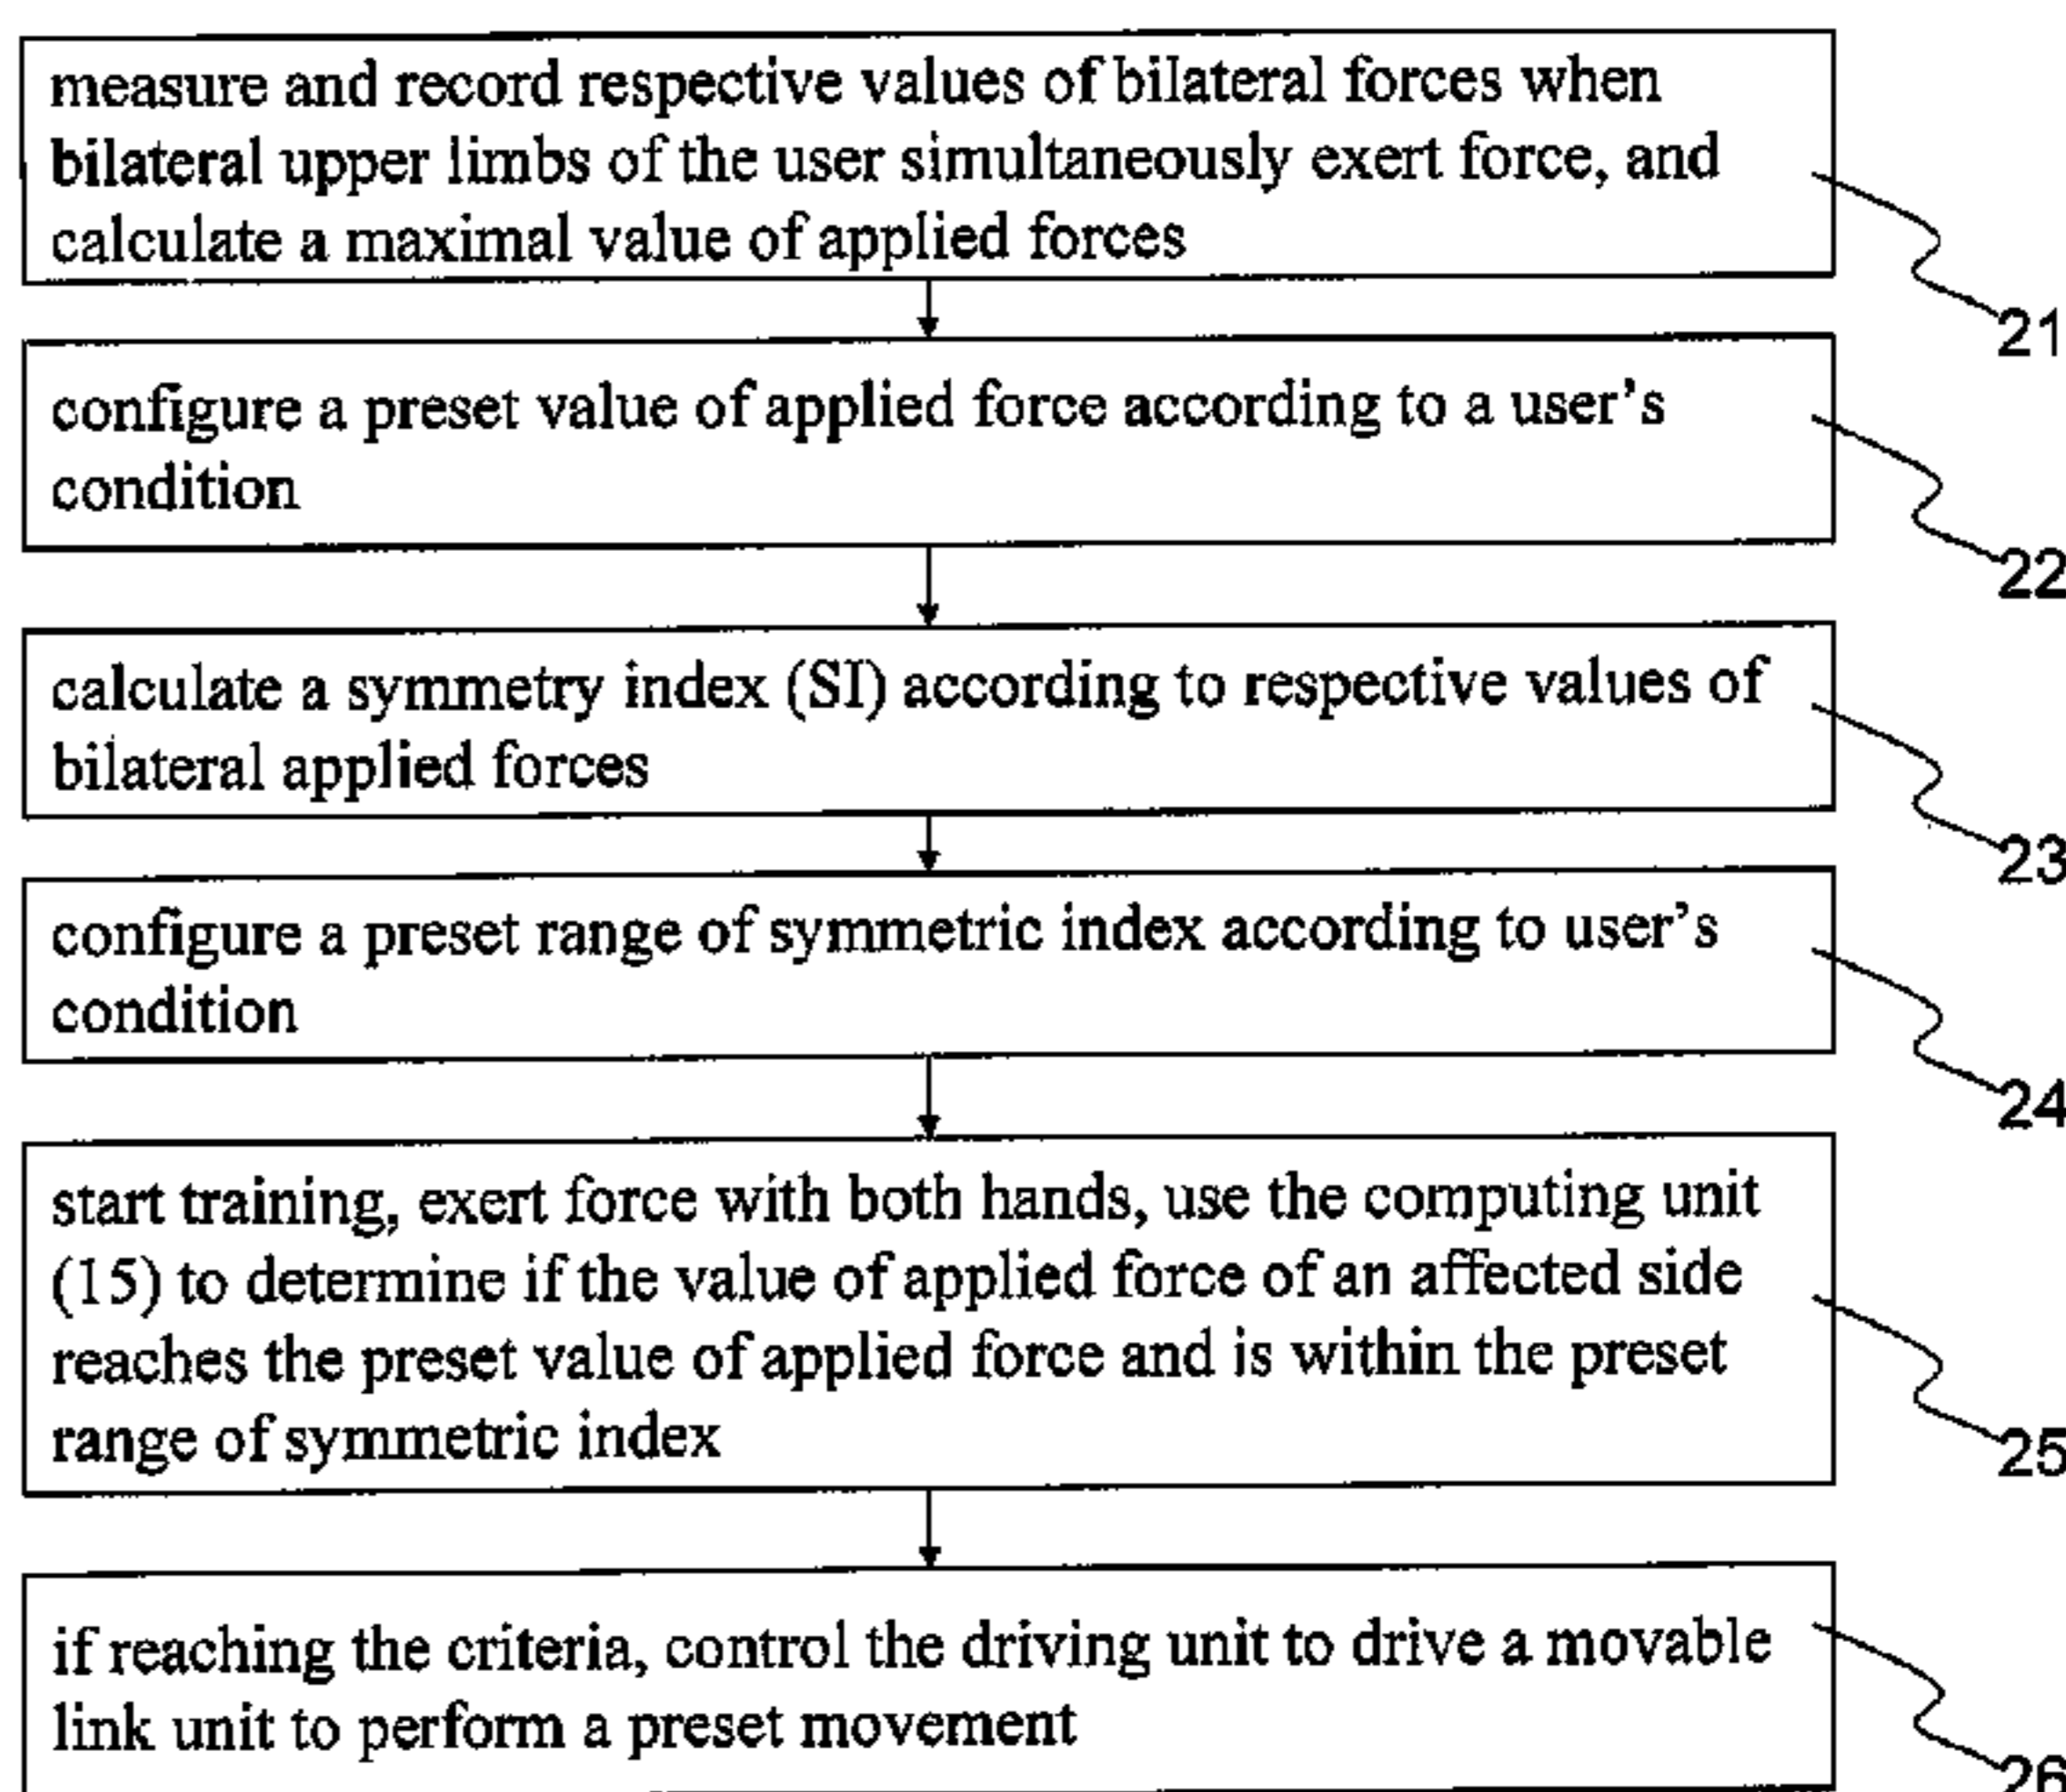 measure and record respective values of bilateral forces when
bilateral upper limbs of the user simultaneously exert force, and
calculate a maximal value of applied forces
21
configure a preset value of applied force according to a user's
condition
22
calculate a symmetry index (SI) according to respective values of
bilateral applied forces
23
configure a preset range of symmetric index according to user's
condition
24
start training, exert force with both hands, use the computing unit
(15) to determine if the value of applied force of an affected side
reaches the preset value of applied force and is within the preset
range of symmetric index
25
if reaching the criteria, control the driving unit to drive a movable
link unit to perform a preset movement
26